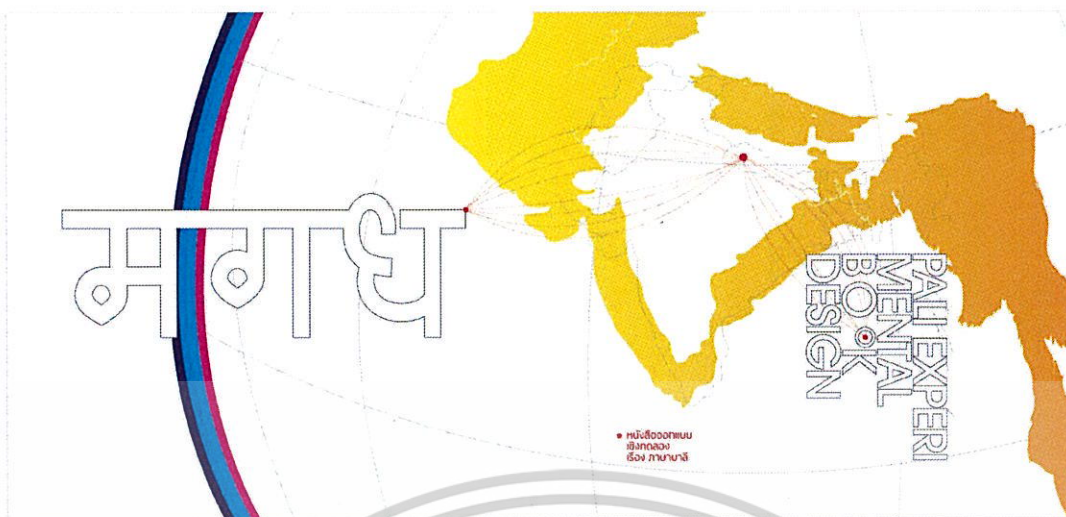 मगध
PALI EXPERI
MENTAL
BOOK
DESIGN
หนังสือออกแบบ
เชิงทดลอง
เรื่อง ภาษาบาลี